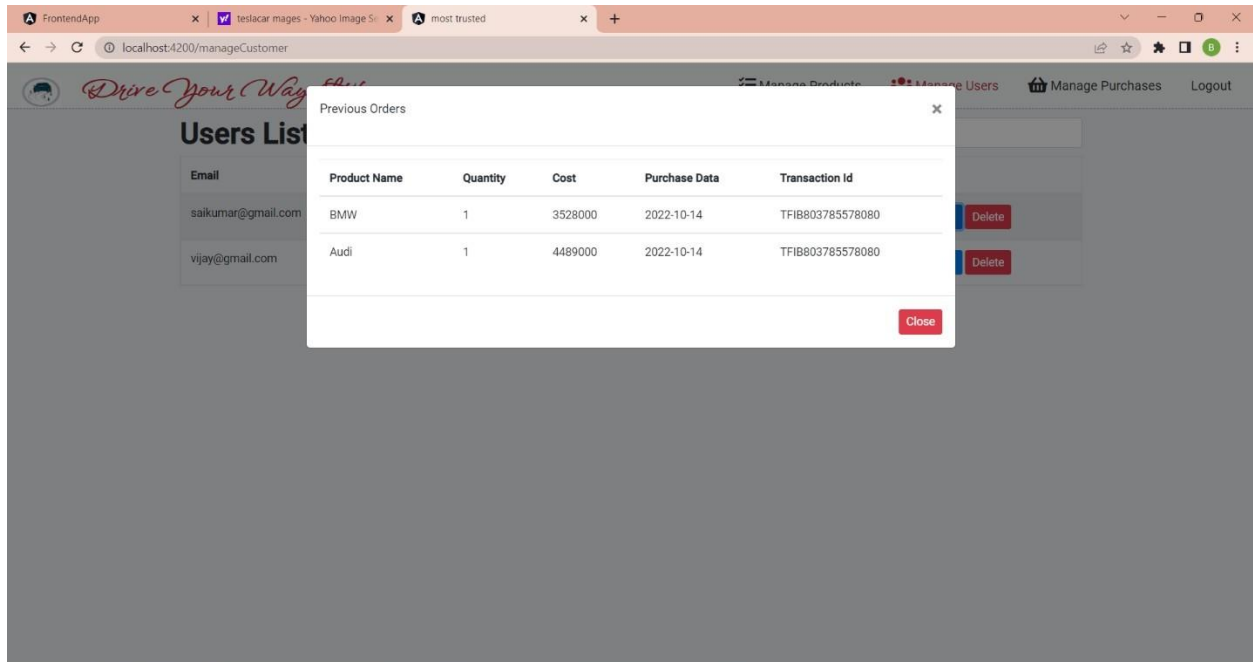 FrontendApp
teslacar mages - Yahoo Image Se
most trusted
localhost:4200/manageCustomer
B
Drive Your Way
Manage Products
Manage Users
Manage Purchases
Logout
Previous Orders
Users List
Email
Product Name Quantity Cost Purchase Data Transaction Id
saikumar@gmail.com
BMW 1 3528000 2022-10-14 TFIB803785578080
Delete
vijay@gmail.com
Audi 1 4489000 2022-10-14 TFIB803785578080
Delete
Close